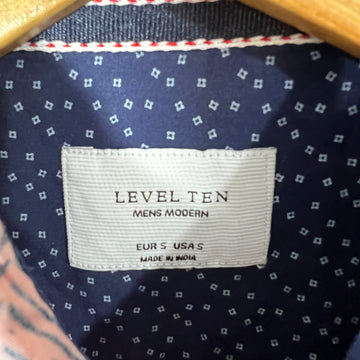 LEVEL TEN
MENS MODERN
EUR S USA S
MADE IN INDIA